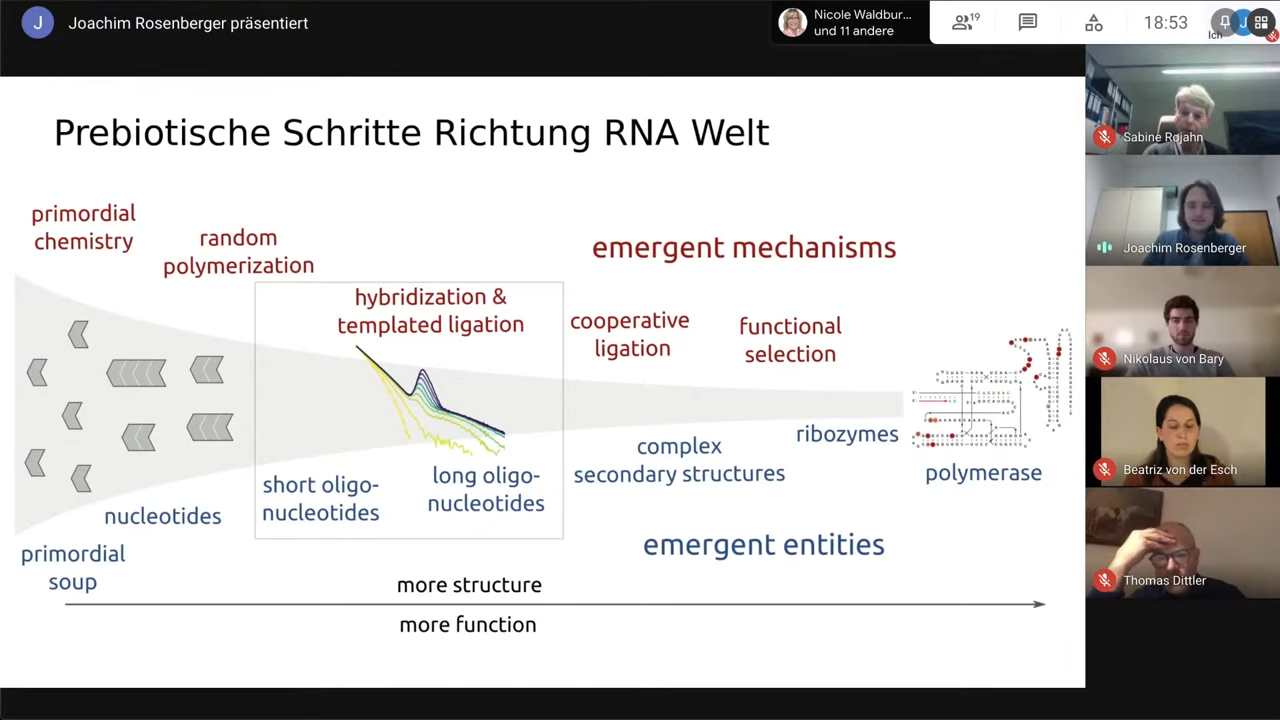 J
Joachim Rosenberger präsentiert
Nicole Waldbur...
und 11 andere
19
18:53
J
Ich
Prebiotische Schritte Richtung RNA Welt
primordial
chemistry
random
polymerization
emergent mechanisms
hybridization &
templated ligation
cooperative
ligation
functional
selection
short oligo-
nucleotides
long oligo-
nucleotides
complex
secondary structures
ribozymes
polymerase
nucleotides
primordial
soup
emergent entities
more structure
more function
Sabine Rojahn
Joachim Rosenberger
Nikolaus von Bary
Beatriz von der Esch
Thomas Dittler